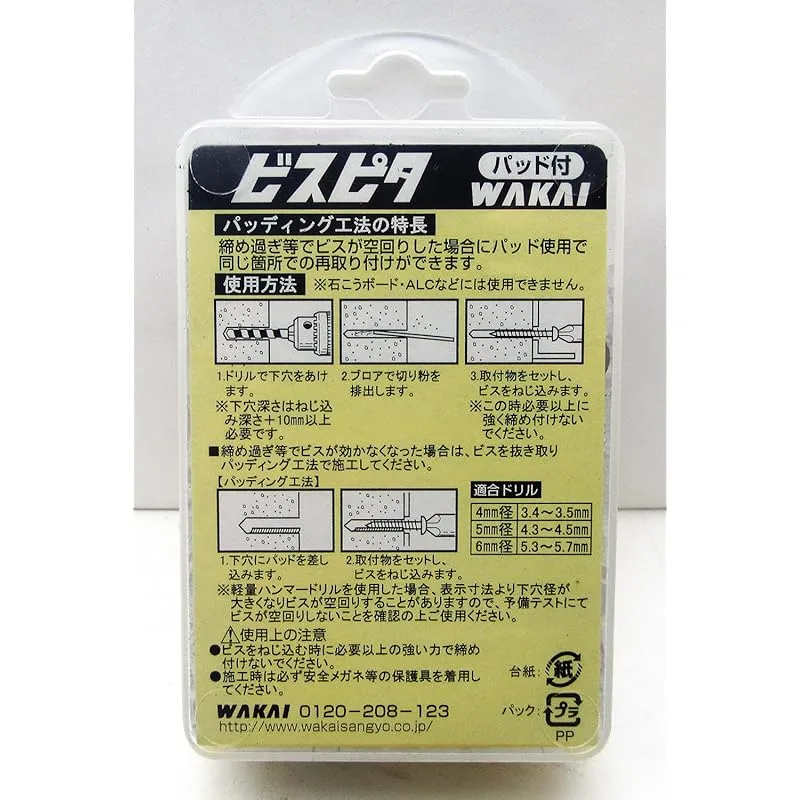 ビスピタ
パッド付
WAKAI
パッディング工法の特長
締め過ぎ等でビスが空回りした場合にパッド使用で
同じ箇所での再取り付けができます。
使用方法 ※石こうボード・ALCなどには使用できません。
1.ドリルで下穴をあけ
ます。
※下穴深さはねじ込
み深さ+10mm以上
必要です。
2.ブロアで切り粉を
排出します。
3.取付物をセットし、
ビスをねじ込みます。
※この時必要以上に
強く締め付けない
でください。
■締め過ぎ等でビスが効かなくなった場合は、ビスを抜き取り
パッディング工法で施工してください。
【パッディング工法】
1.下穴にパッドを差し
込みます。
2.取付物をセットし、
ビスをねじ込みます。
適合ドリル
4mm径 3.4〜3.5mm
5mm径 4.3〜4.5mm
6mm径 5.3〜5.7mm
※軽量ハンマードリルを使用した場合、表示寸法より下穴径が
大きくなりビスが空回りすることがありますので、予備テストにて
ビスが空回りしないことを確認の上ご使用ください。
⚠使用上の注意
●ビスをねじ込む時に必要以上の強い力で締め
付けないでください。
●施工時は必ず安全メガネ等の保護具を着用し
てください。
WAKAI 0120-208-123
http://www.wakaisangyo.co.jp/
台紙: 紙
パック: プラ
PP